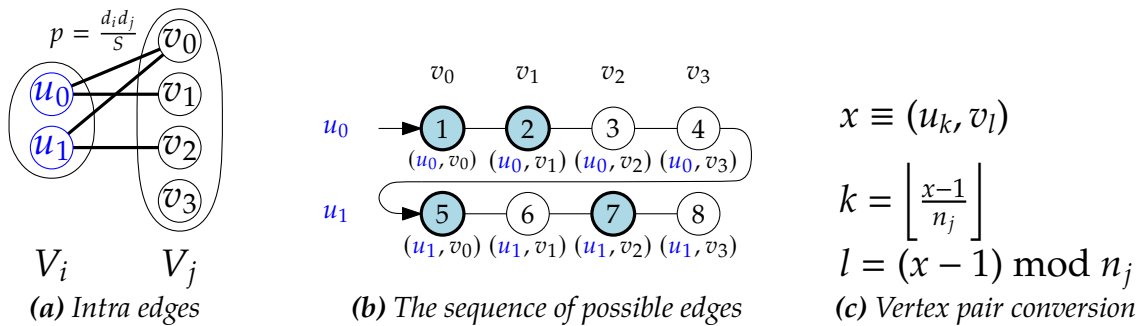 p = d_i d_j / S
u_0
u_1
v_0
v_1
v_2
v_3
V_i V_j
(a) Intra edges
v_0 v_1 v_2 v_3
u_0 1 2 3 4
(u_0, v_0) (u_0, v_1) (u_0, v_2) (u_0, v_3)
u_1 5 6 7 8
(u_1, v_0) (u_1, v_1) (u_1, v_2) (u_1, v_3)
(b) The sequence of possible edges
x ≡ (u_k, v_l)
k = ⌊(x−1)/n_j⌋
l = (x − 1) mod n_j
(c) Vertex pair conversion